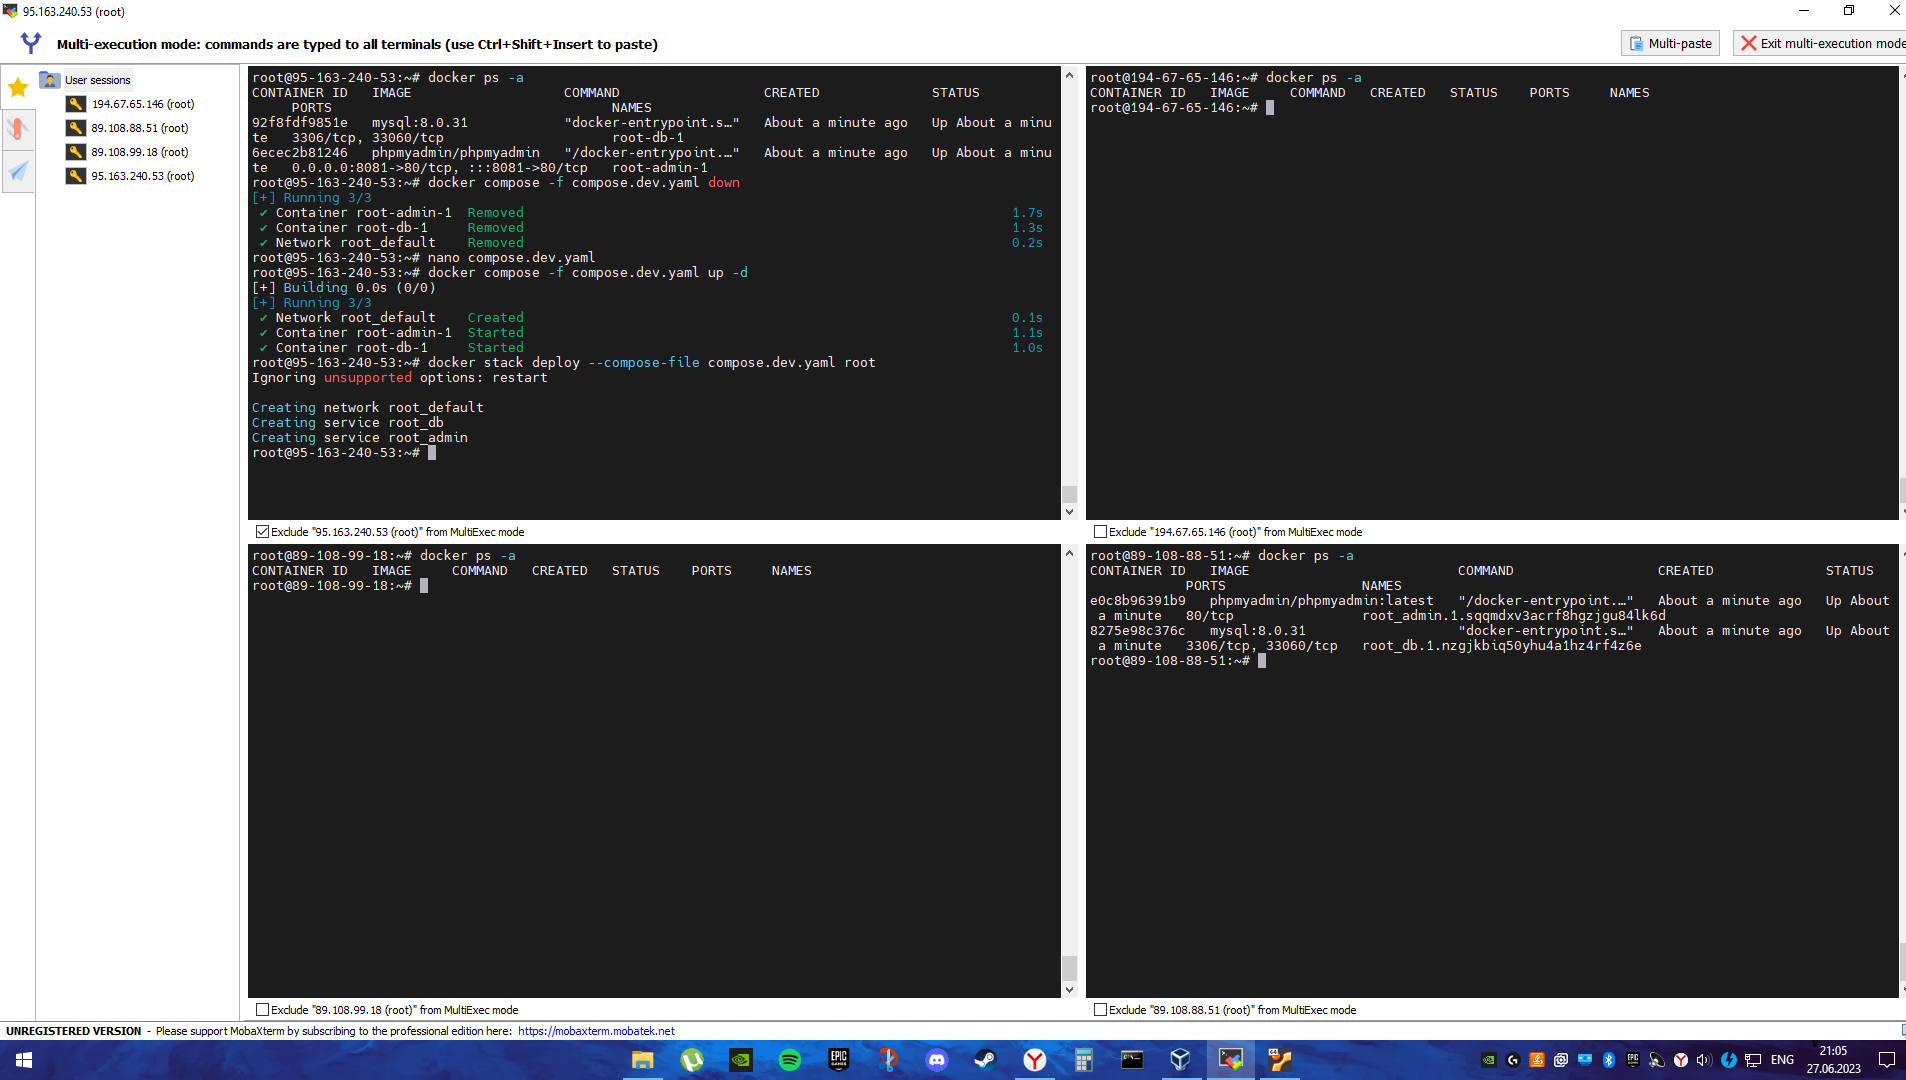 95.163.240.53 (root)
Multi-execution mode: commands are typed to all terminals (use Ctrl+Shift+Insert to paste)
Multi-paste
Exit multi-execution mode
User sessions
194.67.65.146 (root)
89.108.88.51 (root)
89.108.99.18 (root)
95.163.240.53 (root)
root@95-163-240-53:~# docker ps -a
CONTAINER ID   IMAGE                   COMMAND                  CREATED              STATUS
     PORTS                                   NAMES
92f8fdf9851e   mysql:8.0.31            "docker-entrypoint.s…"   About a minute ago   Up About a minu
te   3306/tcp, 33060/tcp                     root-db-1
6ecec2b81246   phpmyadmin/phpmyadmin   "/docker-entrypoint.…"   About a minute ago   Up About a minu
te   0.0.0.0:8081->80/tcp, :::8081->80/tcp   root-admin-1
root@95-163-240-53:~# docker compose -f compose.dev.yaml down
[+] Running 3/3
 ✔ Container root-admin-1  Removed 1.7s
 ✔ Container root-db-1     Removed 1.3s
 ✔ Network root_default    Removed 0.2s
root@95-163-240-53:~# nano compose.dev.yaml
root@95-163-240-53:~# docker compose -f compose.dev.yaml up -d
[+] Building 0.0s (0/0)
[+] Running 3/3
 ✔ Network root_default    Created 0.1s
 ✔ Container root-admin-1  Started 1.1s
 ✔ Container root-db-1     Started 1.0s
root@95-163-240-53:~# docker stack deploy --compose-file compose.dev.yaml root
Ignoring unsupported options: restart
Creating network root_default
Creating service root_db
Creating service root_admin
root@95-163-240-53:~#
Exclude "95.163.240.53 (root)" from MultiExec mode
root@194-67-65-146:~# docker ps -a
CONTAINER ID   IMAGE     COMMAND   CREATED   STATUS    PORTS     NAMES
root@194-67-65-146:~#
Exclude "194.67.65.146 (root)" from MultiExec mode
root@89-108-99-18:~# docker ps -a
CONTAINER ID   IMAGE     COMMAND   CREATED   STATUS    PORTS     NAMES
root@89-108-99-18:~#
Exclude "89.108.99.18 (root)" from MultiExec mode
root@89-108-88-51:~# docker ps -a
CONTAINER ID   IMAGE                          COMMAND                  CREATED              STATUS
            PORTS                 NAMES
e0c8b96391b9   phpmyadmin/phpmyadmin:latest   "/docker-entrypoint.…"   About a minute ago   Up About
 a minute   80/tcp                root_admin.1.sqqmdxv3acrf8hgzjgu84lk6d
8275e98c376c   mysql:8.0.31                   "docker-entrypoint.s…"   About a minute ago   Up About
 a minute   3306/tcp, 33060/tcp   root_db.1.nzgjkbiq50yhu4a1hz4rf4z6e
root@89-108-88-51:~#
Exclude "89.108.88.51 (root)" from MultiExec mode
UNREGISTERED VERSION  -  Please support MobaXterm by subscribing to the professional edition here:  https://mobaxterm.mobatek.net
EPIC GAMES
ENG
21:05
27.06.2023